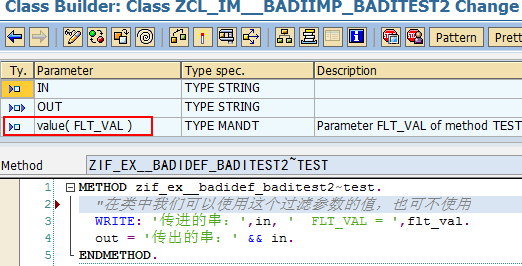 Class Builder: Class ZCL_IM__BADIIMP_BADITEST2 Change
Pattern Prett
Ty. Parameter Type spec. Description
IN TYPE STRING
OUT TYPE STRING
value( FLT_VAL ) TYPE MANDT Parameter FLT_VAL of method TEST
Method ZIF_EX__BADIDEF_BADITEST2~TEST
1 METHOD zif_ex__badidef_baditest2~test.
2 "在类中我们可以使用这个过滤参数的值，也可不使用
3 WRITE: '传进的串：',in, '  FLT_VAL = ',flt_val.
4 out = '传出的串：' && in.
5 ENDMETHOD.